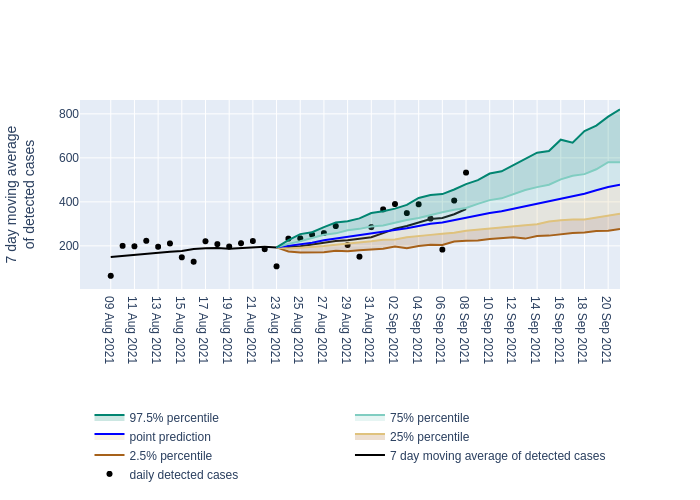 7 day moving average
of detected cases
800
600
400
200
09 Aug 2021
11 Aug 2021
13 Aug 2021
15 Aug 2021
17 Aug 2021
19 Aug 2021
21 Aug 2021
23 Aug 2021
25 Aug 2021
27 Aug 2021
29 Aug 2021
31 Aug 2021
02 Sep 2021
04 Sep 2021
06 Sep 2021
08 Sep 2021
10 Sep 2021
12 Sep 2021
14 Sep 2021
16 Sep 2021
18 Sep 2021
20 Sep 2021
97.5% percentile
75% percentile
point prediction
25% percentile
2.5% percentile
7 day moving average of detected cases
daily detected cases